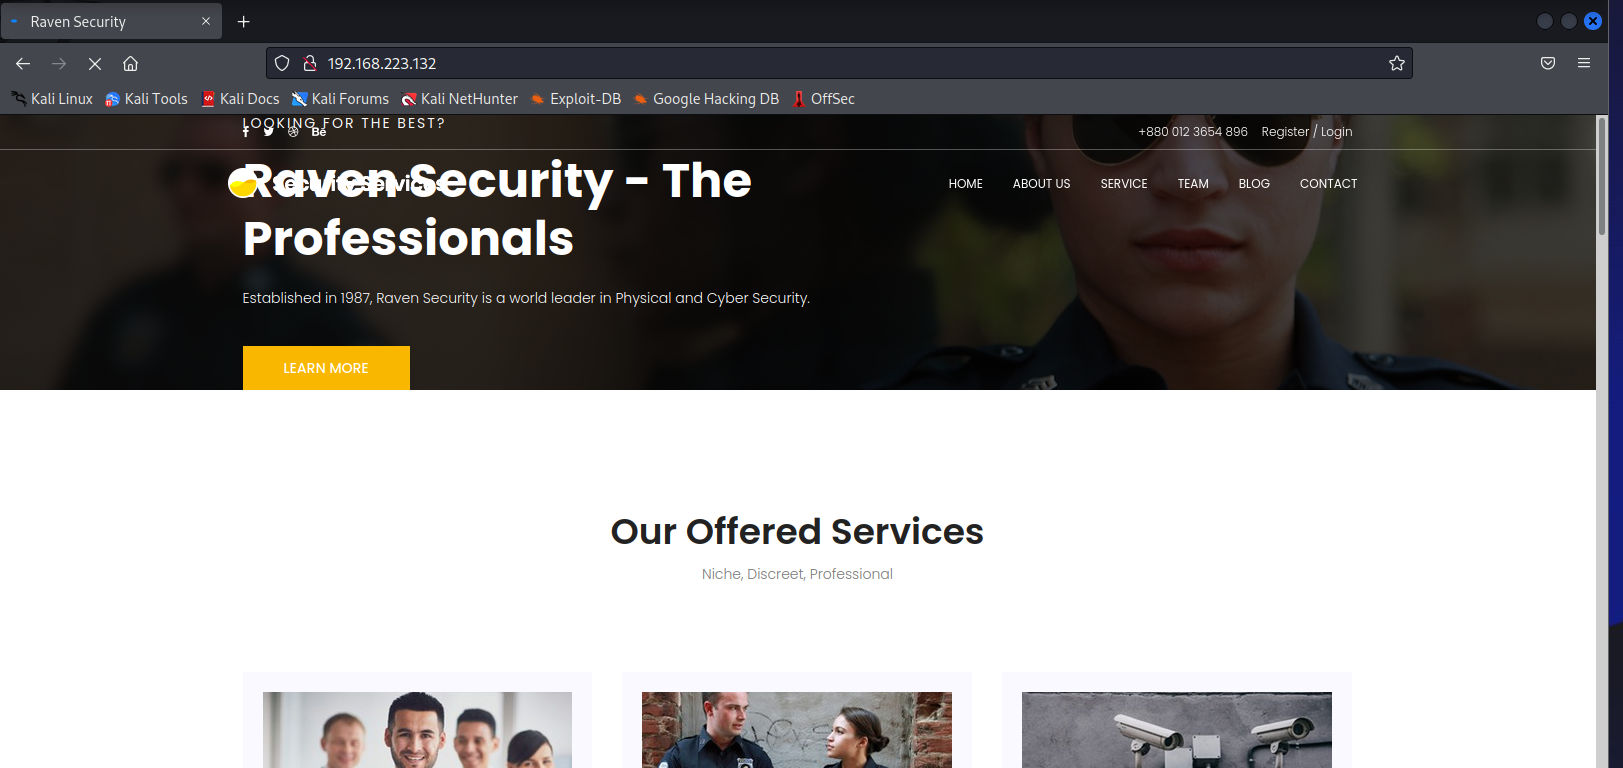 Raven Security
192.168.223.132
Kali Linux Kali Tools Kali Docs Kali Forums Kali NetHunter Exploit-DB Google Hacking DB OffSec
LOOKING FOR THE BEST?
Bē +880 012 3654 896 Register / Login
Raven Security - The
Security Services HOME ABOUT US SERVICE TEAM BLOG CONTACT
Professionals
Established in 1987, Raven Security is a world leader in Physical and Cyber Security.
LEARN MORE
Our Offered Services
Niche, Discreet, Professional